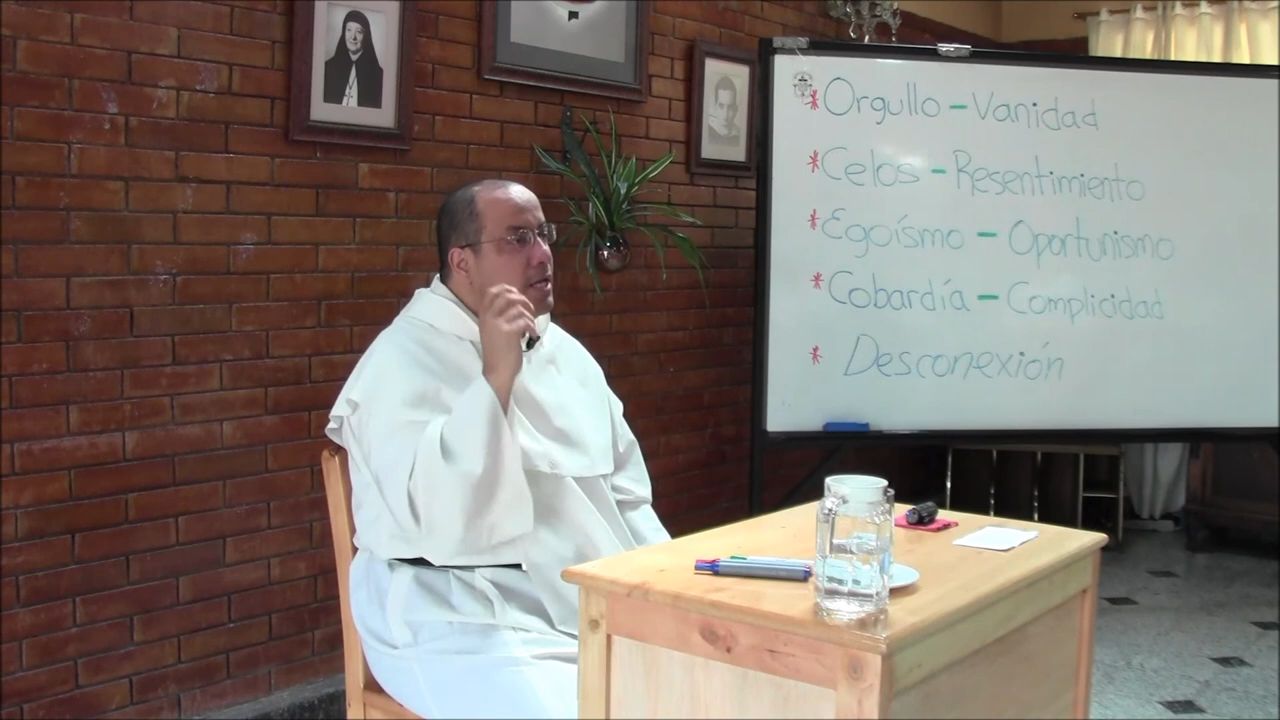 * Orgullo - Vanidad
* Celos - Resentimiento
* Egoísmo - Oportunismo
* Cobardía - Complicidad
* Desconexión